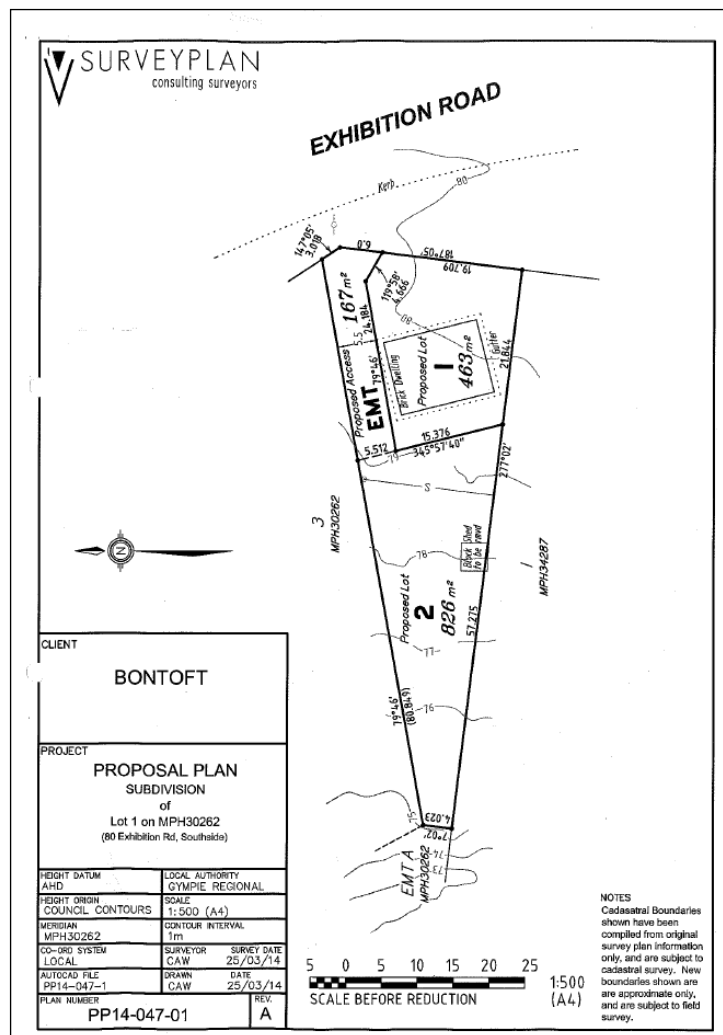 SURVEYPLAN
consulting surveyors
EXHIBITION ROAD
Kerb
80
147°05'
3.018
6.0
187°05'
19.709
119°58'
4.666
167 m²
24.184
5.5
79°46'
Proposed Access
EMT
80
Brick Dwelling
Proposed Lot
1
463 m²
Gutter
21.844
15.376
345°57'40"
5.512
79
277°02'
S
3
MPH30262
78
Block Shed
to be rmvd
1
MPH34287
Proposed Lot
2
826 m²
57.275
77
79°46'
(80.849)
76
75
4.023
7°02'
74
73
EMT A
MPH30262
N
CLIENT
BONTOFT
PROJECT
PROPOSAL PLAN
SUBDIVISION
of
Lot 1 on MPH30262
(80 Exhibition Rd, Southside)
HEIGHT DATUM
AHD
LOCAL AUTHORITY
GYMPIE REGIONAL
HEIGHT ORIGIN
COUNCIL CONTOURS
SCALE
1:500 (A4)
MERIDIAN
MPH30262
CONTOUR INTERVAL
1m
CO-ORD SYSTEM
LOCAL
SURVEYOR SURVEY DATE
CAW 25/03/14
AUTOCAD FILE
PP14-047-1
DRAWN DATE
CAW 25/03/14
PLAN NUMBER
PP14-047-01
REV.
A
5 0 5 10 15 20 25
SCALE BEFORE REDUCTION
1:500
(A4)
NOTES
Cadasatral Boundaries
shown have been
compiled from original
survey plan information
only, and are subject to
cadastral survey. New
boundaries shown are
are approximate only,
and are subject to field
survey.